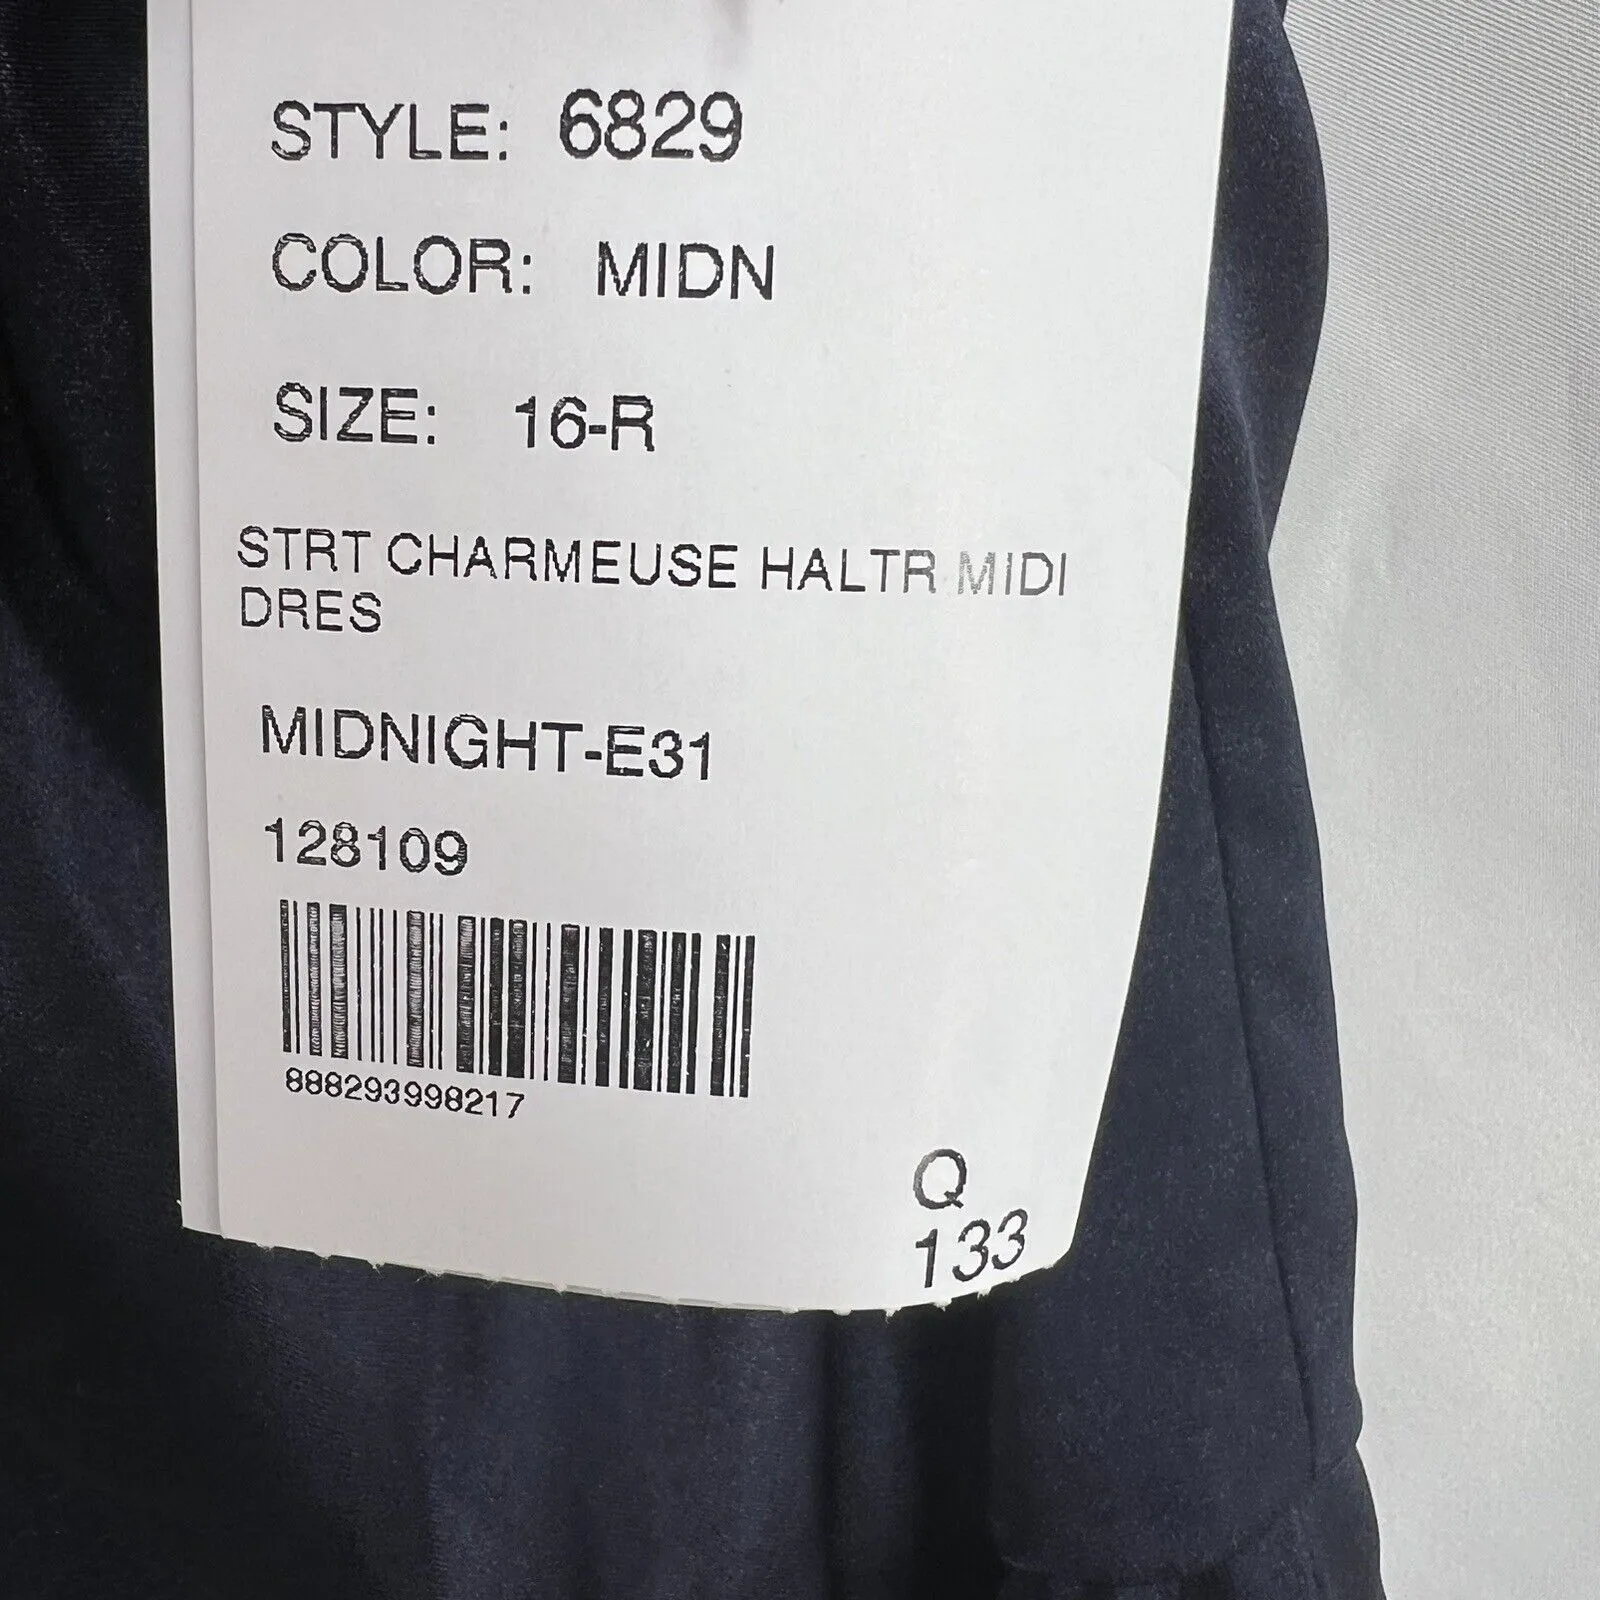 STYLE: 6829
COLOR: MIDN
SIZE: 16-R
STRT CHARMEUSE HALTR MIDI
DRES
MIDNIGHT-E31
128109
888293998217
Q
133